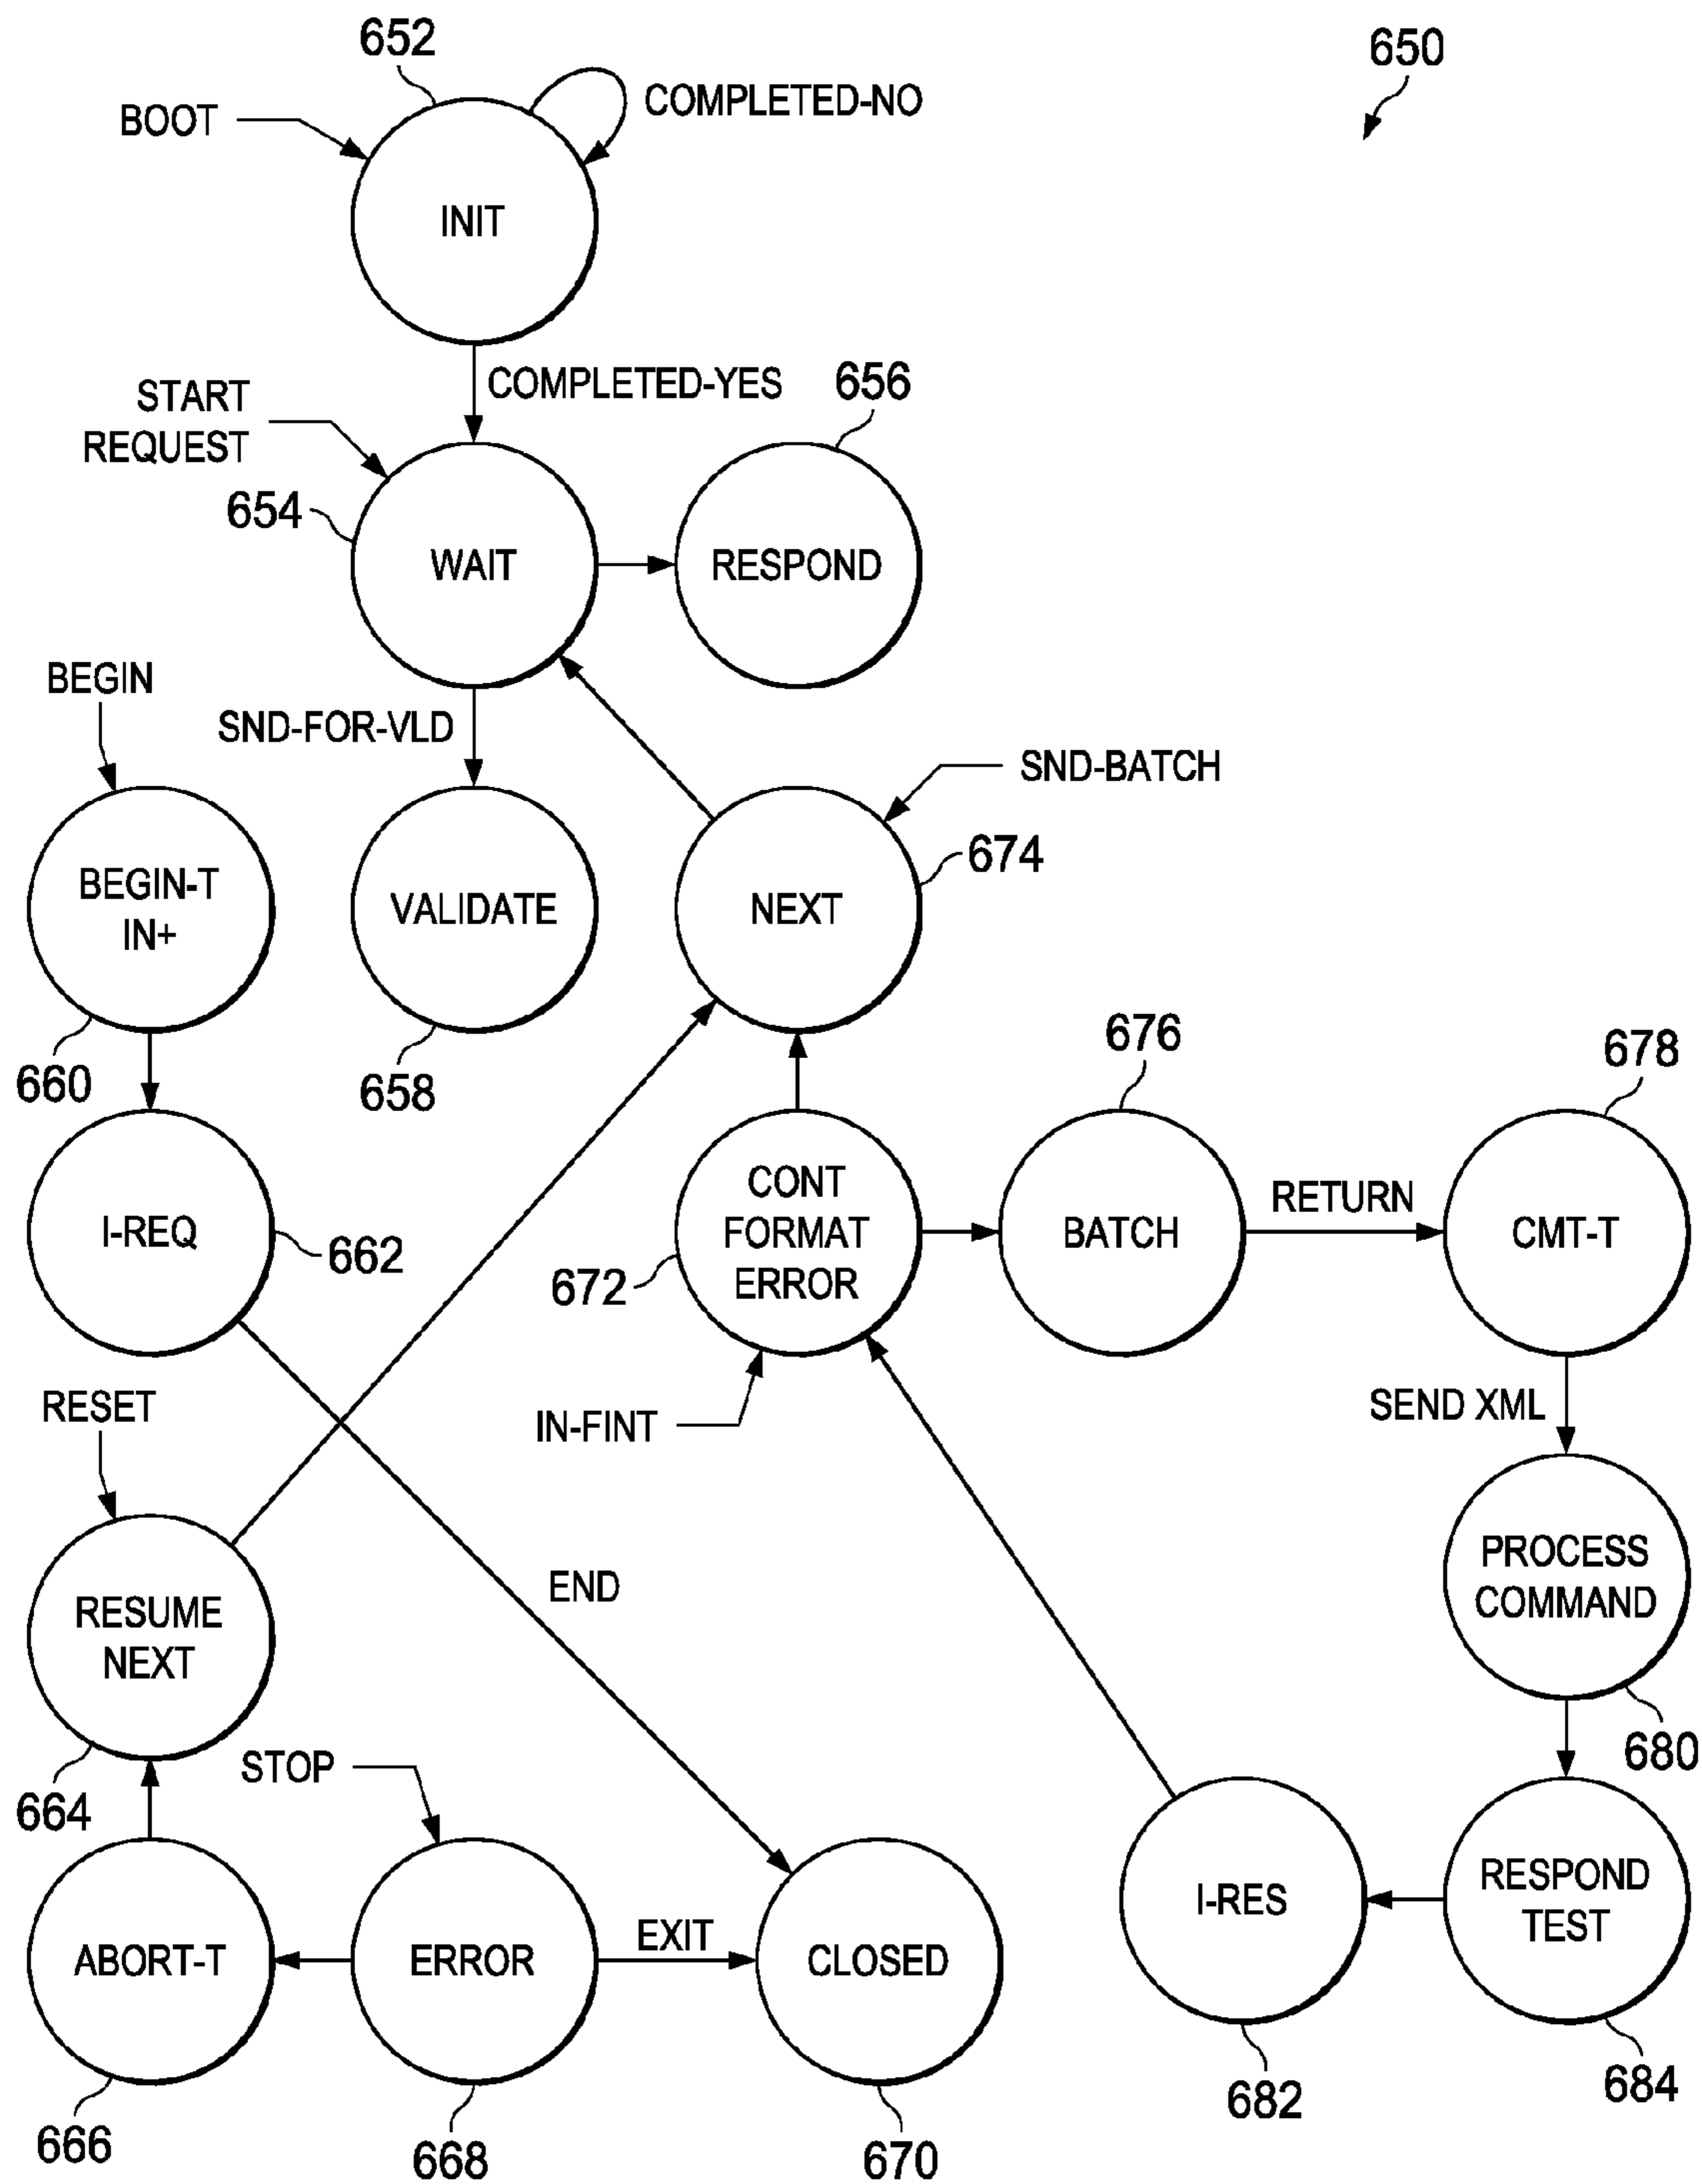 652
650
BOOT
COMPLETED-NO
INIT
COMPLETED-YES
656
START
REQUEST
654
WAIT
RESPOND
BEGIN
SND-FOR-VLD
SND-BATCH
674
BEGIN-T
IN+
VALIDATE
NEXT
660
658
676
678
I-REQ
662
CONT
FORMAT
ERROR
672
BATCH
RETURN
CMT-T
RESET
IN-FINT
SEND XML
PROCESS
COMMAND
END
RESUME
NEXT
680
664
STOP
ABORT-T
ERROR
EXIT
CLOSED
I-RES
RESPOND
TEST
666
668
670
682
684